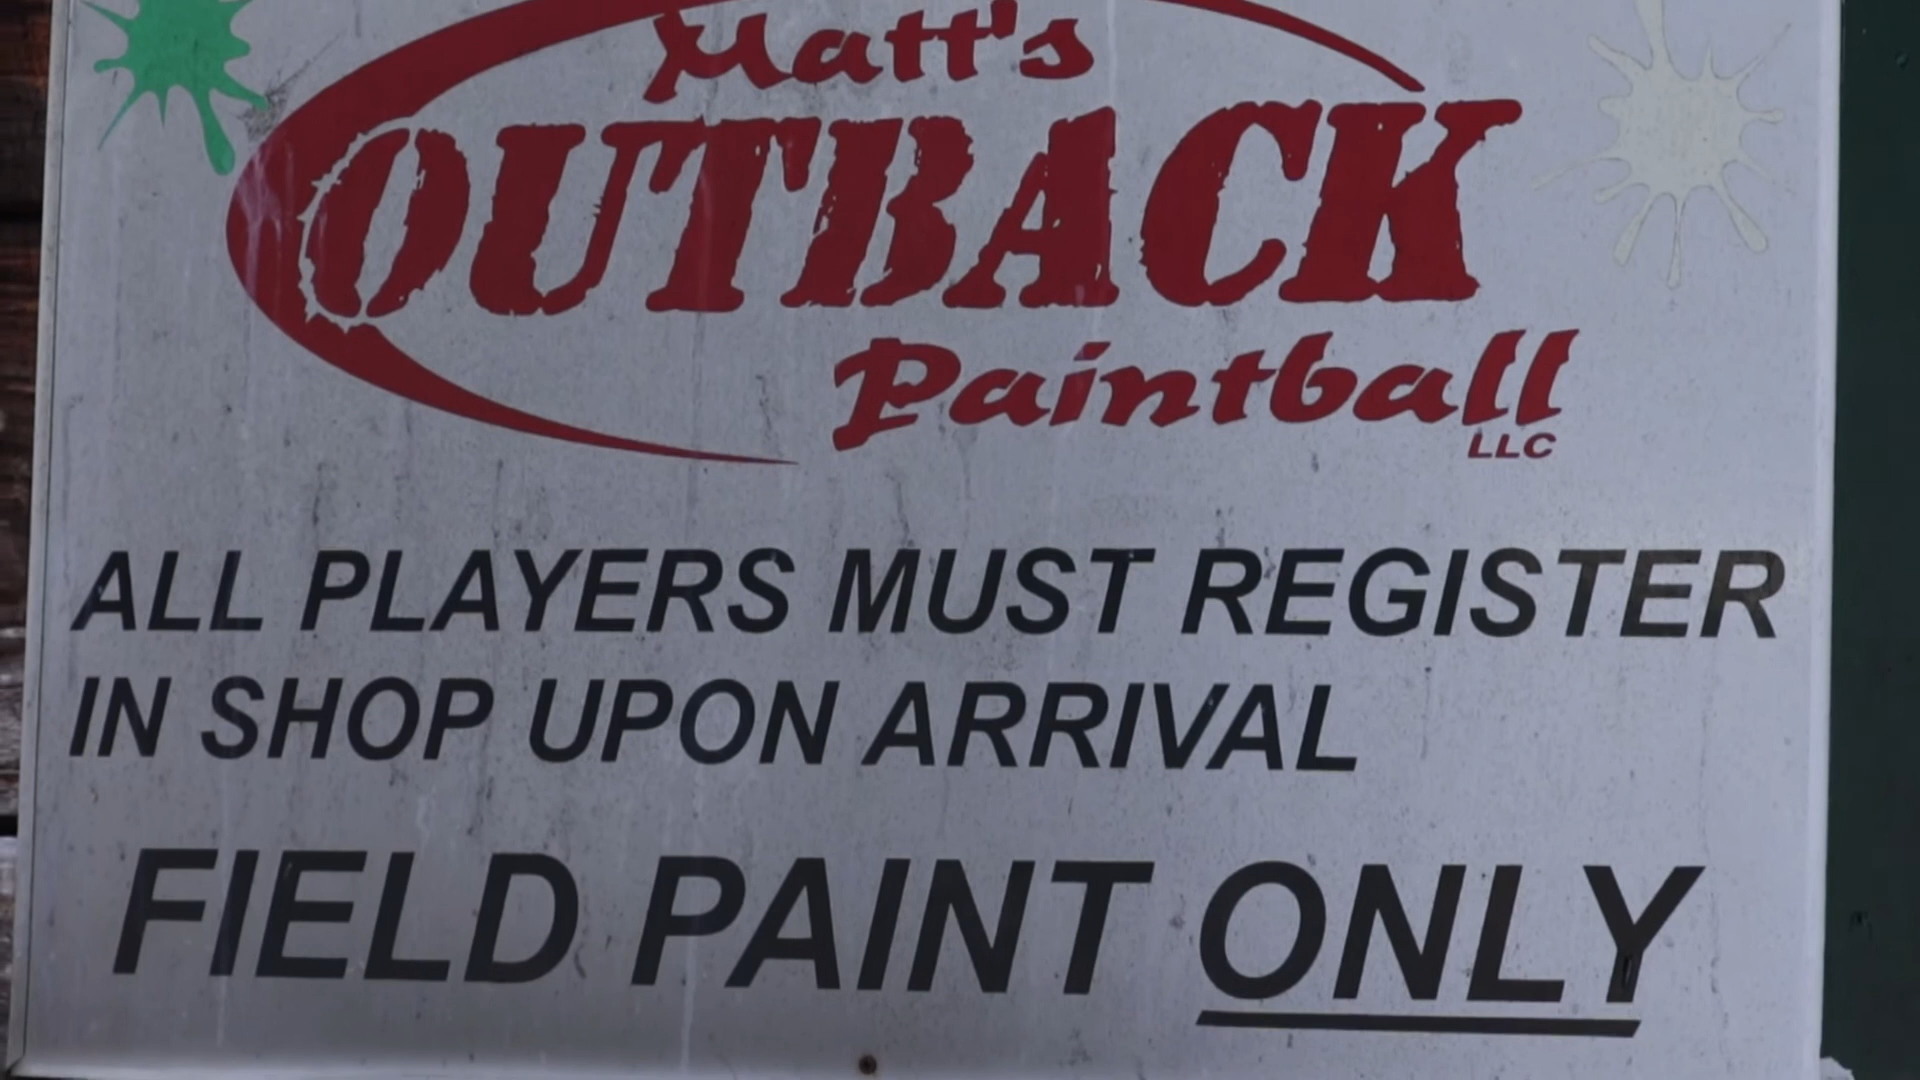 Matt's
OUTBACK
Paintball
LLC
ALL PLAYERS MUST REGISTER
IN SHOP UPON ARRIVAL
FIELD PAINT ONLY